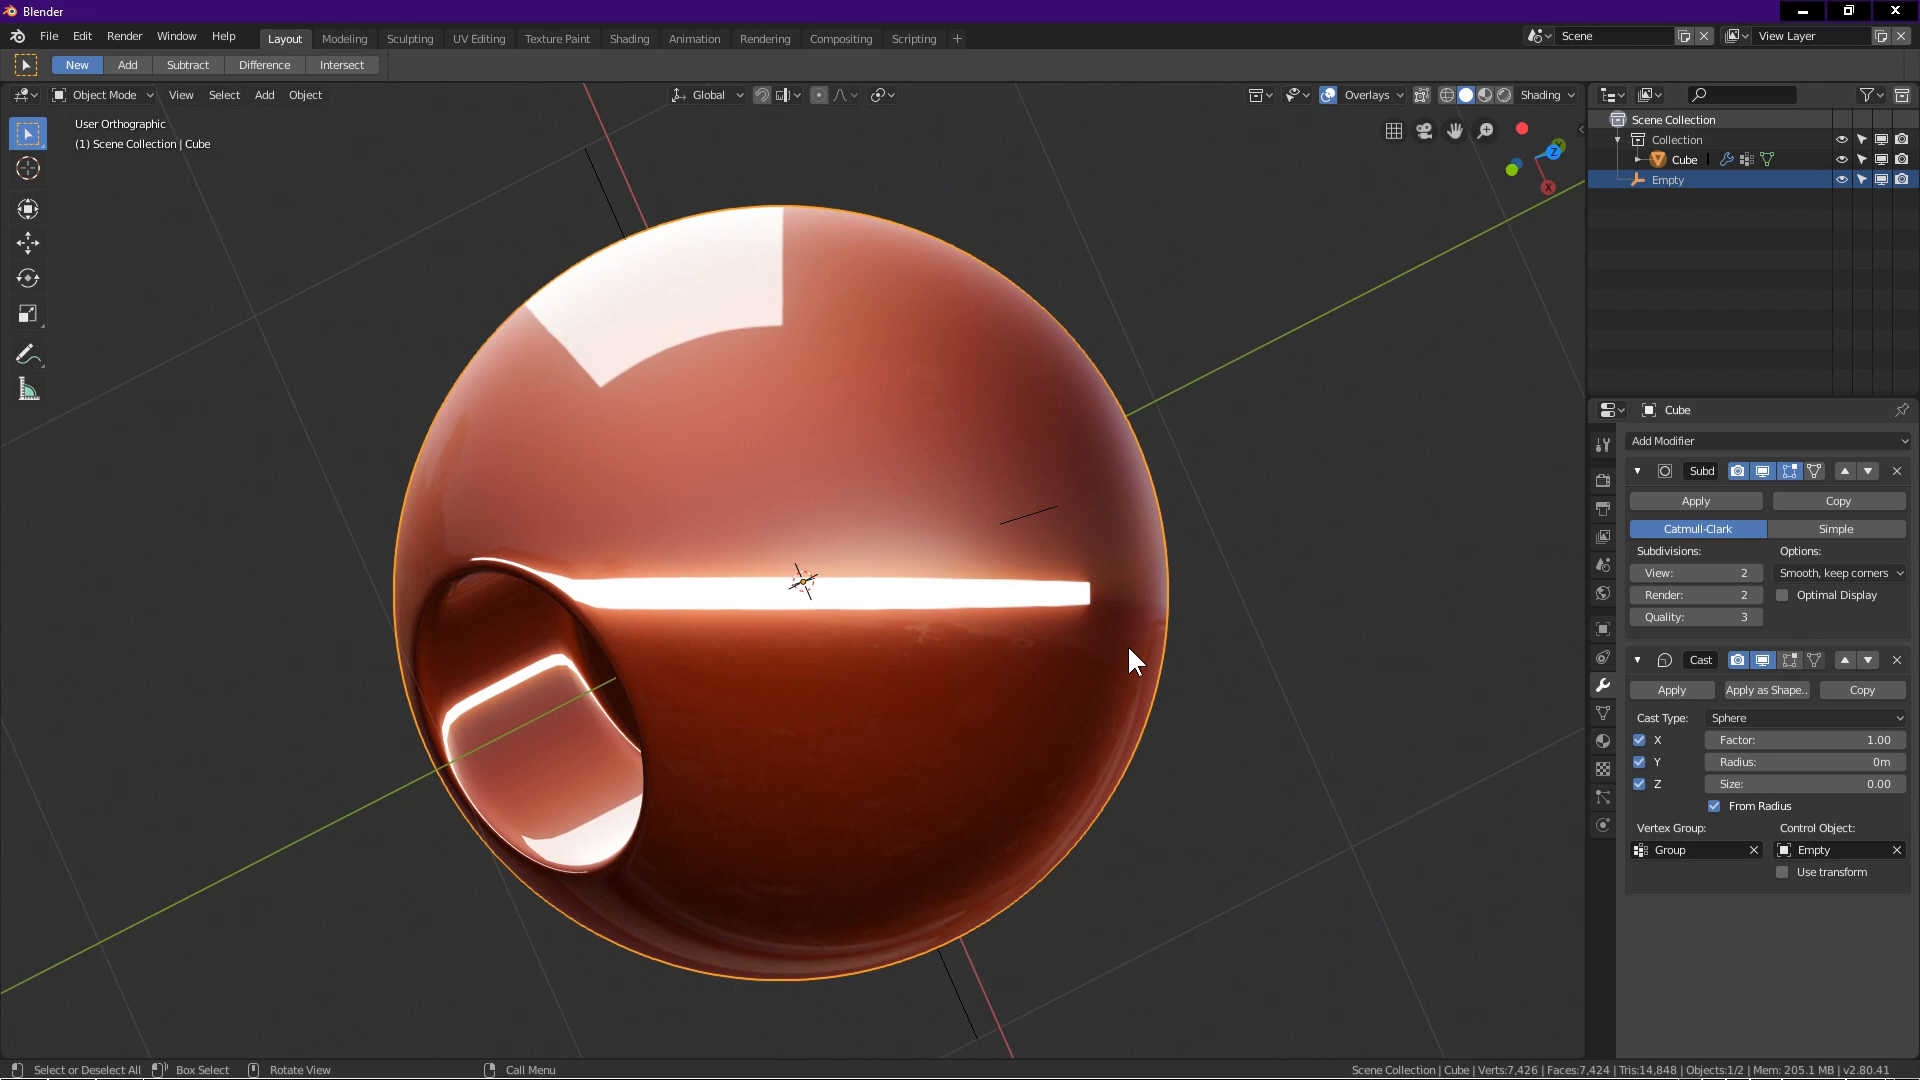 Blender
File Edit Render Window Help Layout Modeling Sculpting UV Editing Texture Paint Shading Animation Rendering Compositing Scripting + Scene View Layer
New Add Subtract Difference Intersect
Object Mode View Select Add Object Global Overlays Shading
User Orthographic
(1) Scene Collection | Cube
Z
X
Scene Collection
Collection
Cube
Empty
Cube
Add Modifier
Subd
Apply Copy
Catmull-Clark Simple
Subdivisions: Options:
View: 2 Smooth, keep corners
Render: 2 Optimal Display
Quality: 3
Cast
Apply Apply as Shape.. Copy
Cast Type: Sphere
X Factor: 1.00
Y Radius: 0m
Z Size: 0.00
From Radius
Vertex Group: Control Object:
Group Empty
Use transform
Select or Deselect All Box Select Rotate View Call Menu Scene Collection | Cube | Verts:7,426 | Faces:7,424 | Tris:14,848 | Objects:1/2 | Mem: 205.1 MB | v2.80.41